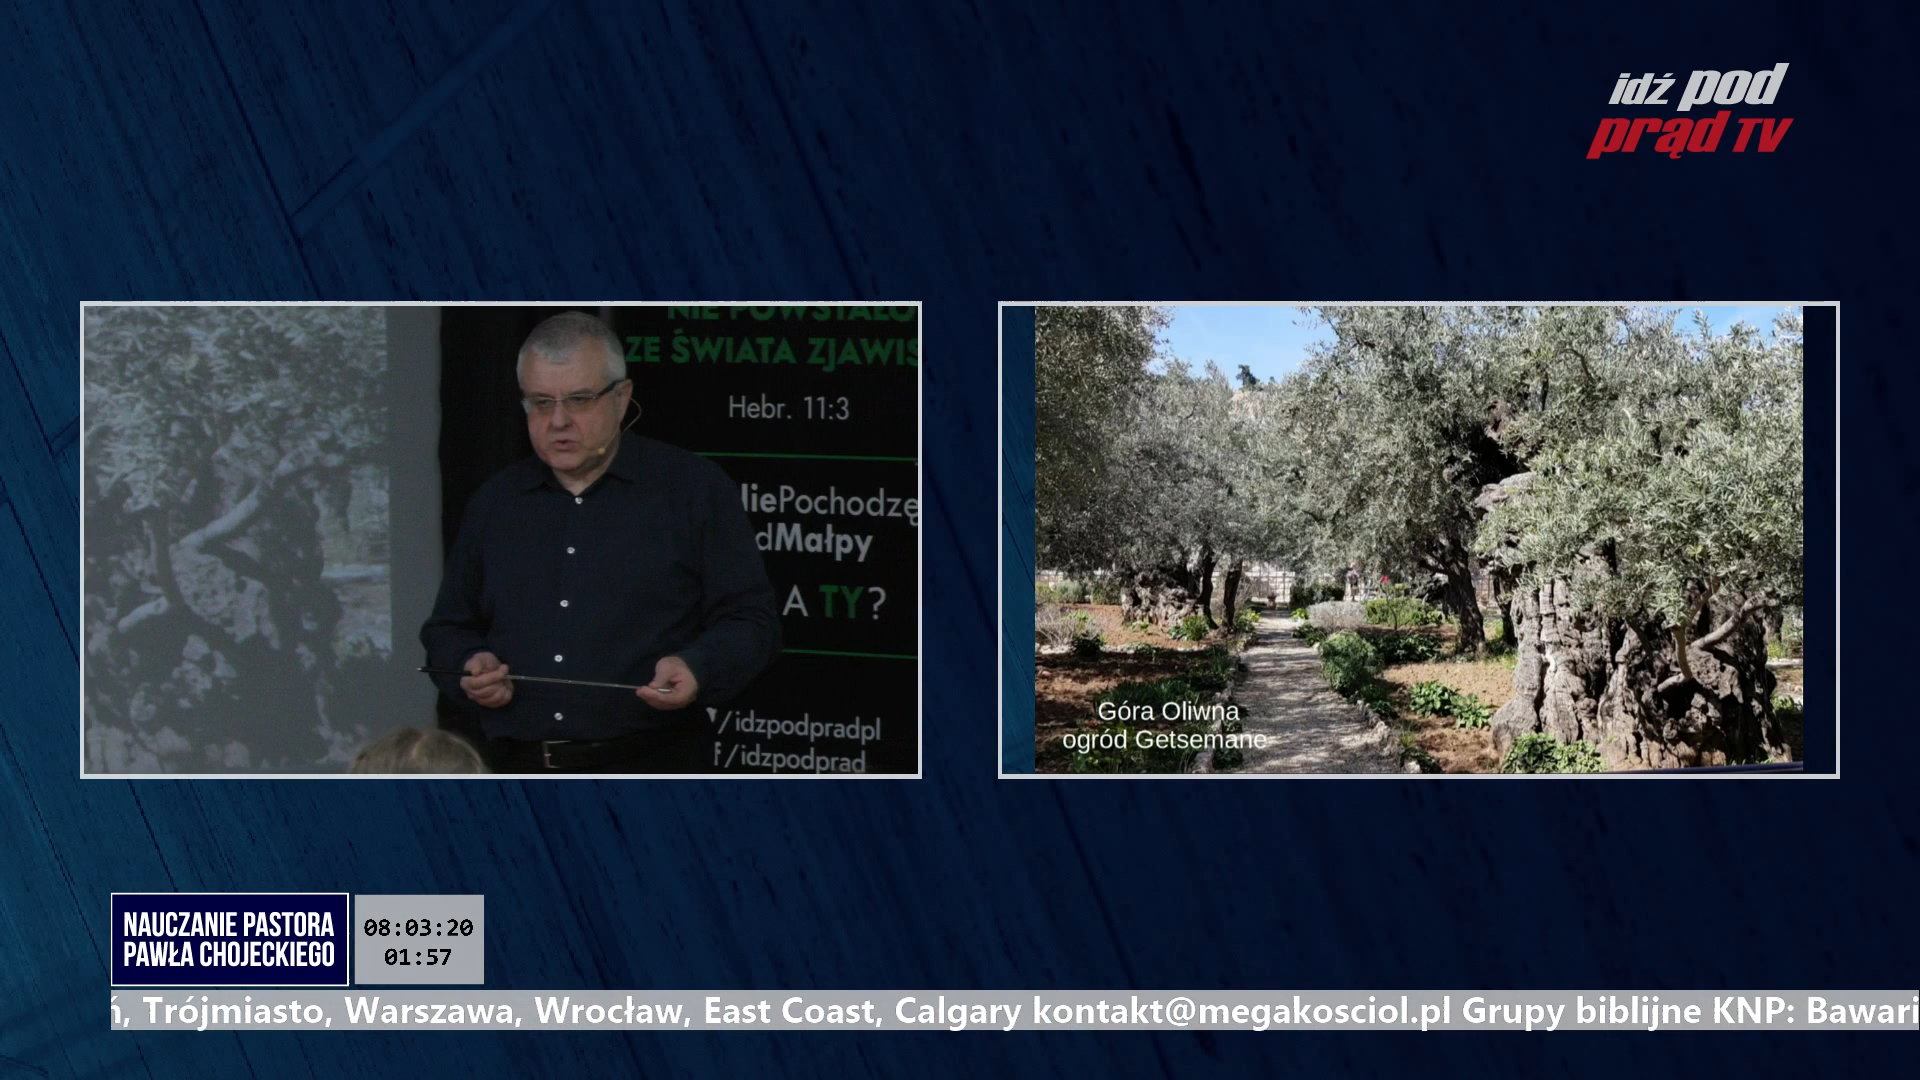 idź pod
prąd TV
NIE POWSTAŁO
ZE ŚWIATA ZJAWIS
Hebr. 11:3
iePochodzę
dMałpy
A TY?
/idzpodpradpl
/idzpodprad
Góra Oliwna
ogród Getsemane
NAUCZANIE PASTORA
PAWŁA CHOJECKIEGO
08:03:20
01:57
ń, Trójmiasto, Warszawa, Wrocław, East Coast, Calgary kontakt@megakosciol.pl Grupy biblijne KNP: Bawari